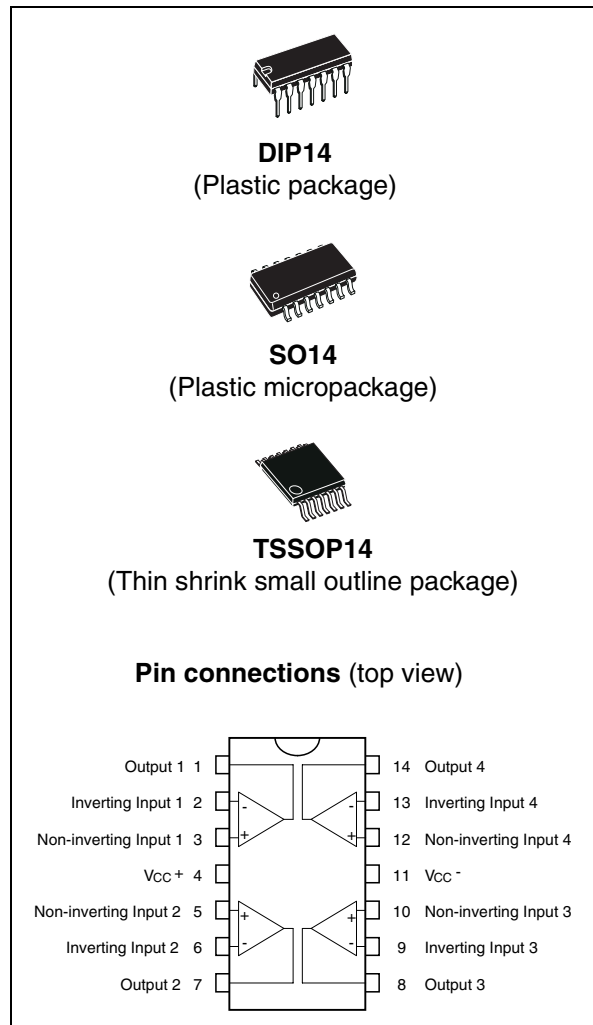 DIP14
(Plastic package)
SO14
(Plastic micropackage)
TSSOP14
(Thin shrink small outline package)
Pin connections (top view)
Output 1 1 14 Output 4
Inverting Input 1 2 - - 13 Inverting Input 4
Non-inverting Input 1 3 + + 12 Non-inverting Input 4
VCC + 4 11 VCC -
Non-inverting Input 2 5 + + 10 Non-inverting Input 3
Inverting Input 2 6 - - 9 Inverting Input 3
Output 2 7 8 Output 3